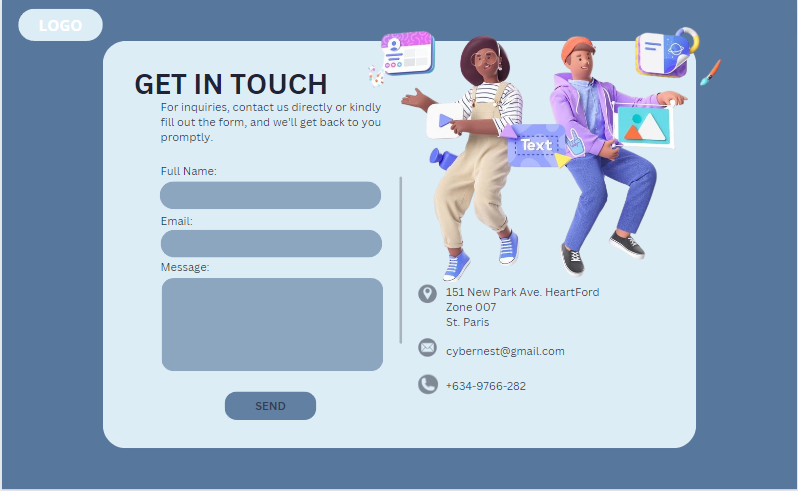 LOGO
GET IN TOUCH
For inquiries, contact us directly or kindly
fill out the form, and we'll get back to you
promptly.
Full Name:
Email:
Message:
SEND
Text
151 New Park Ave. HeartFord
Zone 007
St. Paris
cybernest@gmail.com
+634-9766-282